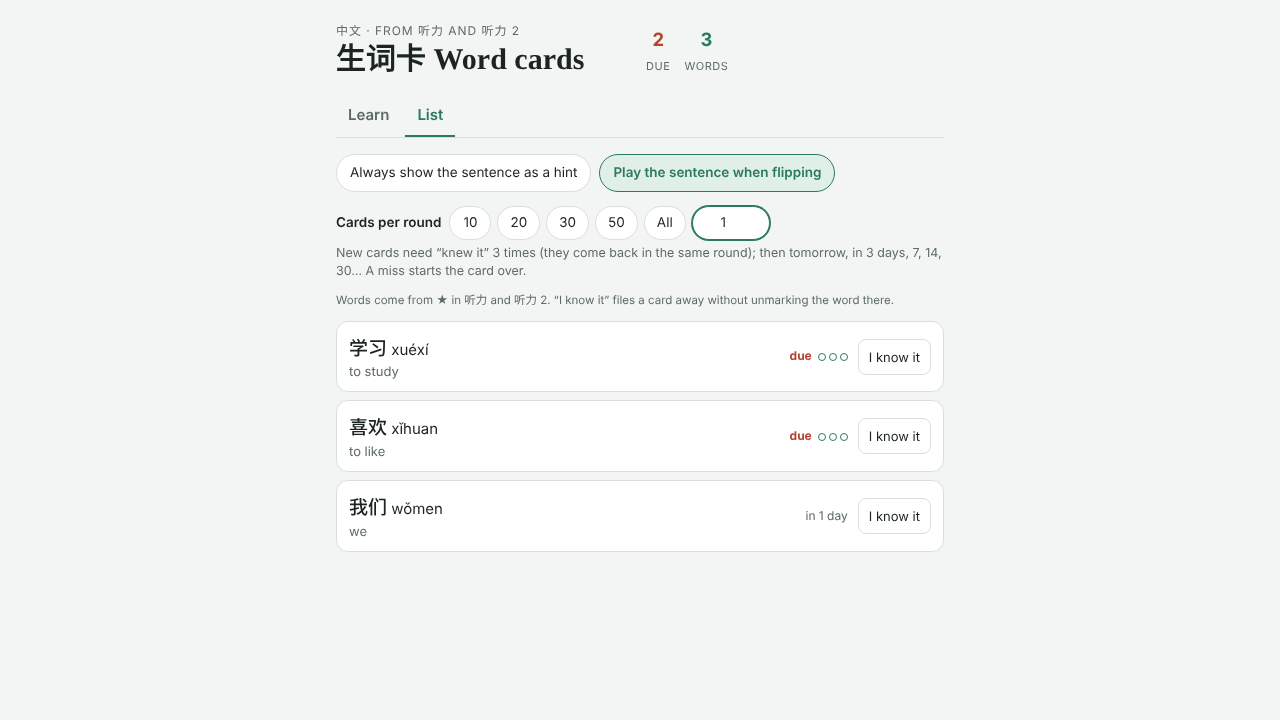 中文 · FROM 听力 AND 听力 2
生词卡 Word cards
2 3
DUE WORDS
Learn List
Always show the sentence as a hint Play the sentence when flipping
Cards per round 10 20 30 50 All 1
New cards need “knew it” 3 times (they come back in the same round); then tomorrow, in 3 days, 7, 14,
30… A miss starts the card over.
Words come from ★ in 听力 and 听力 2. “I know it” files a card away without unmarking the word there.
学习 xuéxí
to study
due I know it
喜欢 xǐhuan
to like
due I know it
我们 wǒmen
we
in 1 day I know it